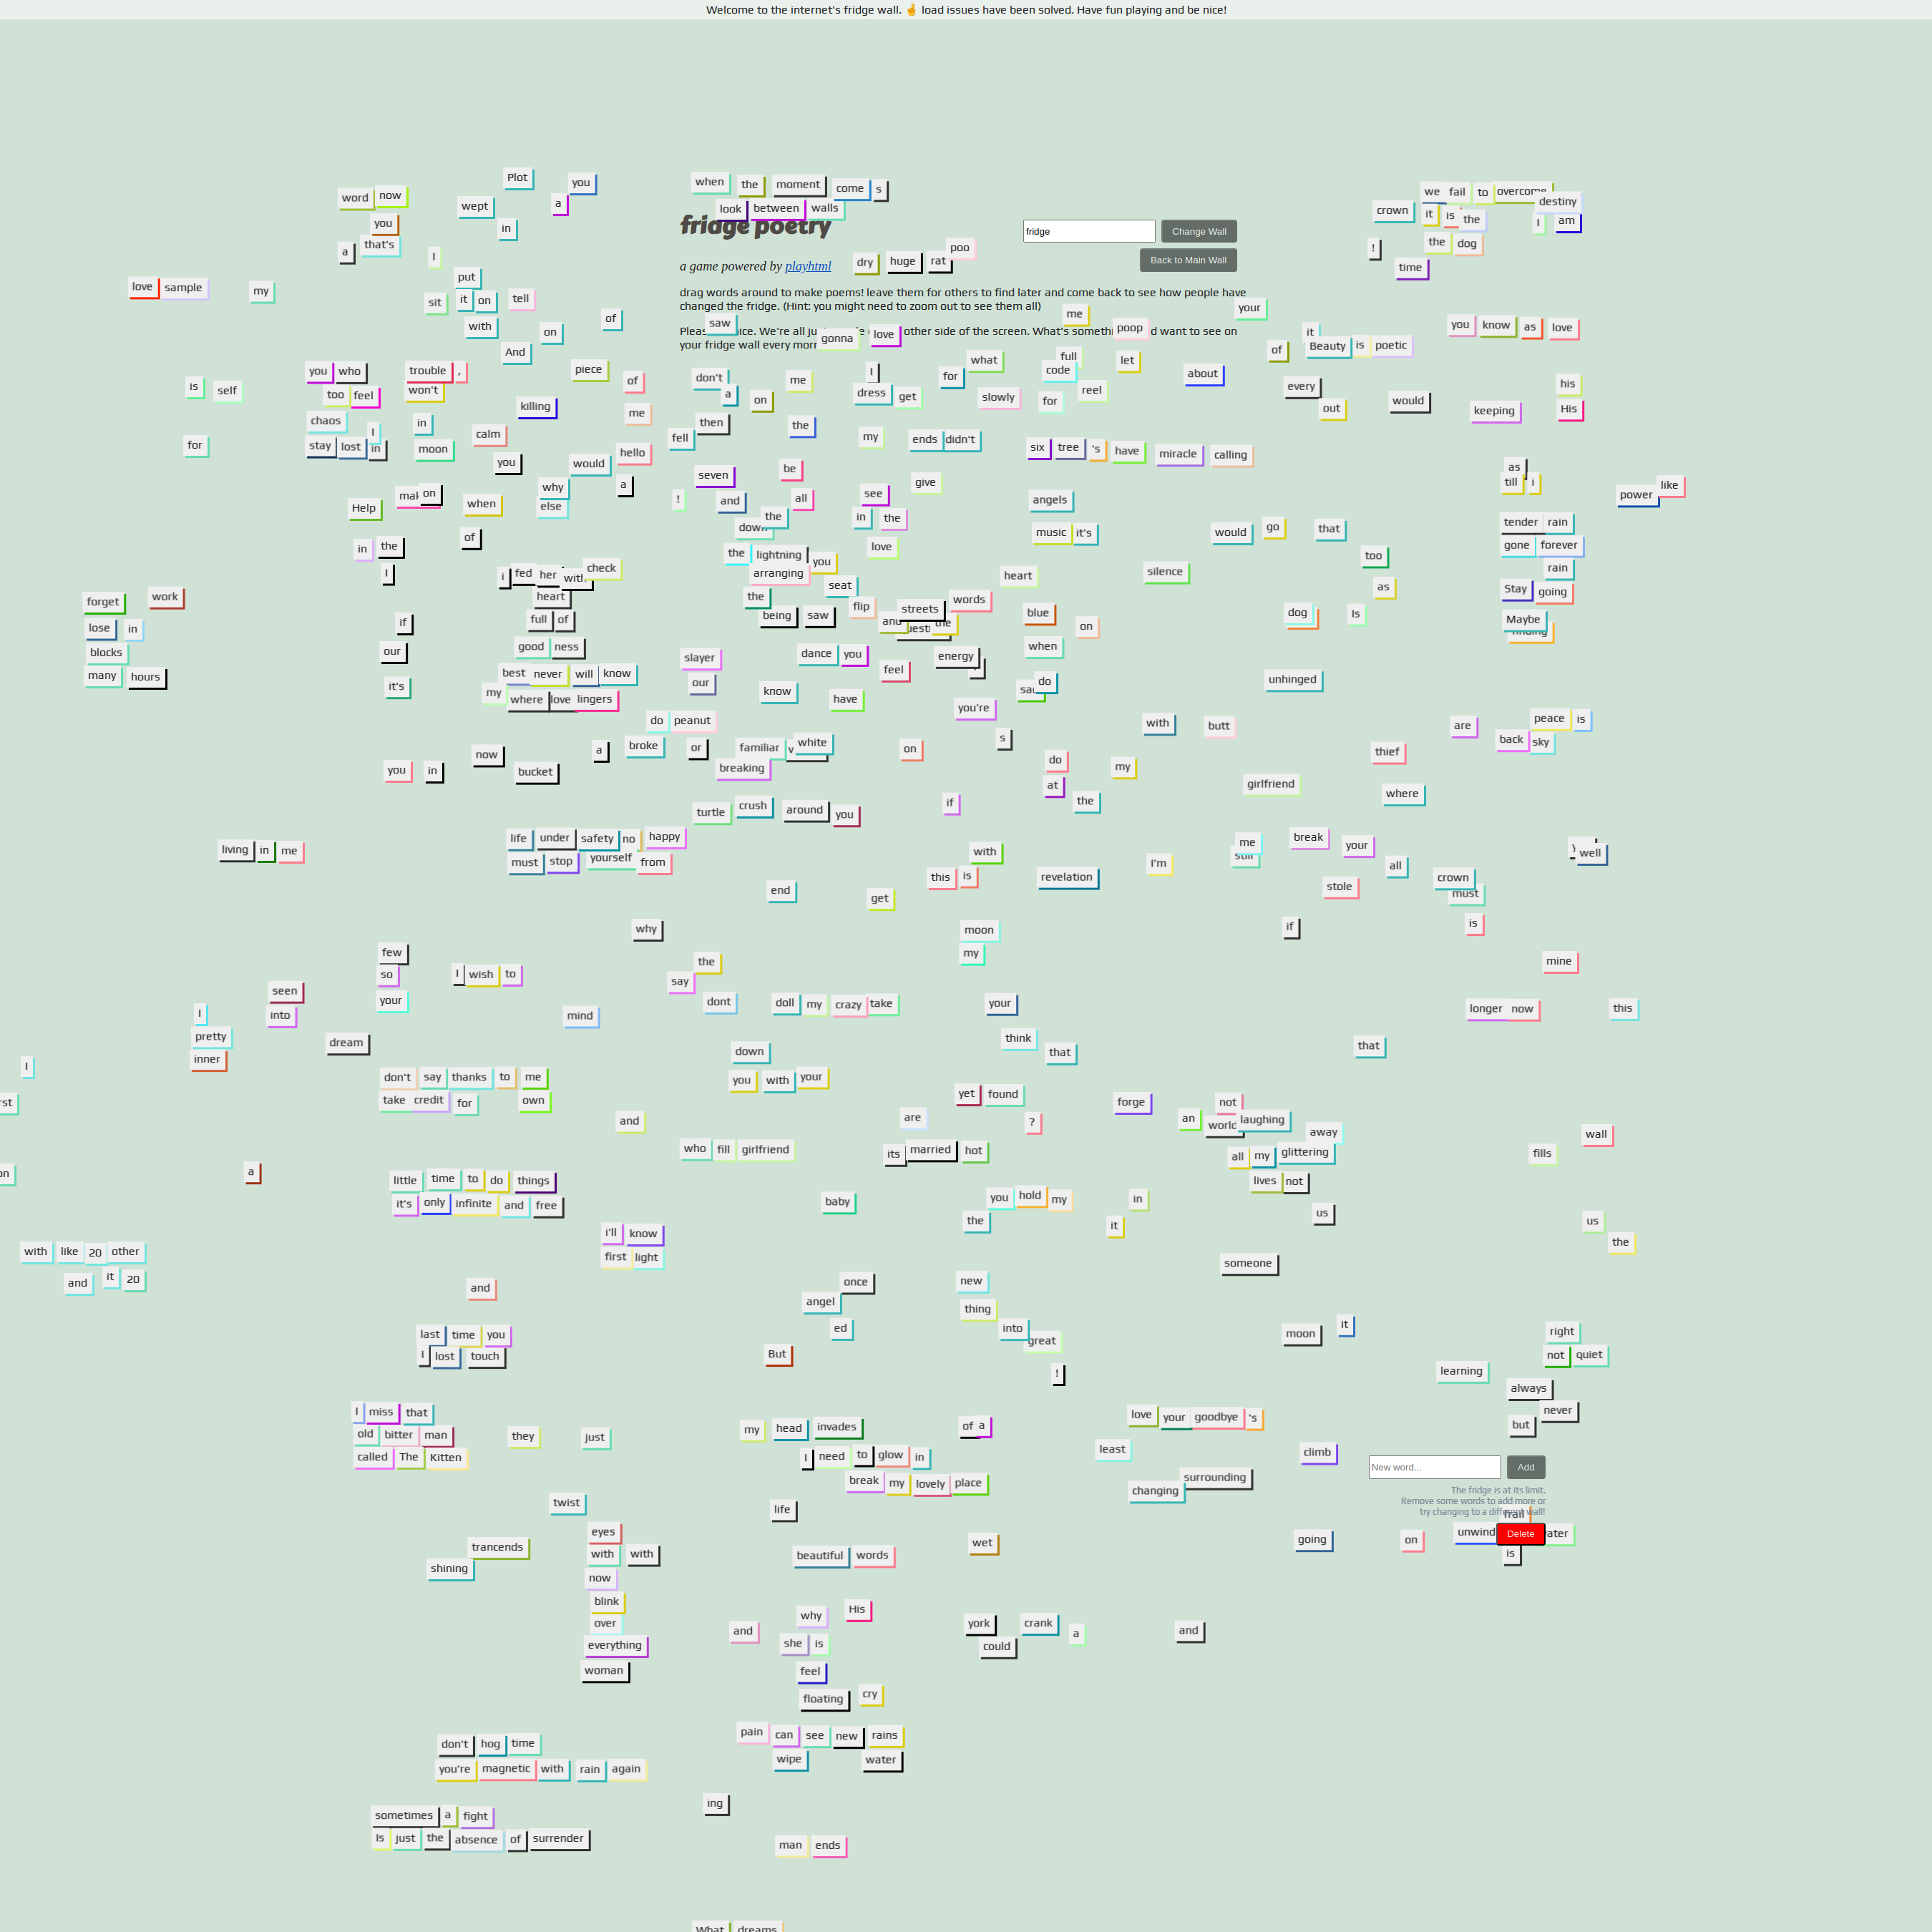 Welcome to the internet's fridge wall. 🤞 load issues have been solved. Have fun playing and be nice!
Plot you
when the moment come s
word now
wept a
look between walls
we fail to overcome
destiny
crown it is the I am
you
in
fridge poetry
fridge Change Wall
a that's
I
poo
! the dog
a game powered by playhtml
dry huge rat
Back to Main Wall
time
put
love sample my
sit it on tell
drag words around to make poems! leave them for others to find later and come back to see how people have
changed the fridge. (Hint: you might need to zoom out to see them all)
your
me
with on of
saw
poop
it
you know as love
gonna love other side of the screen.
your fridge wall every
And
of Beauty is poetic
you who trouble ,
piece of
don't me I for what full code let about
is self
too feel won't
a on dress get slowly for reel
every his
killing me
out would keeping His
chaos I in calm
then the
for
stay lost in moon
hello
fell my ends didn't
six tree 's have miracle calling
you would
seven be
as
why a
give
till i
power like
Help on when else
! and all see
angels
down the in the
tender rain
of
music it's would go that
in the
the lightning you love
gone forever
too
I
i fed her with check
arranging
heart silence
rain
seat
as
Stay going
forget work
heart
the
flip streets words
if
full of
being saw and the
blue on
dog Is
Maybe
lose in
our
good ness
slayer dance you energy
when
blocks
feel
many hours
it's
best never will know
our know
do
unhinged
my where love lingers
have
you're
do peanut
with butt
are peace is
now a broke or familiar white on s
back sky
you in bucket
breaking
do my
thief
at the
girlfriend where
turtle crush around you if
life under safety no happy
me break your
living in me
must stop yourself from
with
I'm still
well
end
this is revelation
all crown
get
stole must
why
moon
if is
few
my
so I wish to
the
mine
say
seen
your
dont doll my crazy take your
longer now this
I into
mind
pretty
dream
think that
that
inner
down
I
don't say thanks to me
you with your
take credit for own
yet found
forge not
and
are ?
an world laughing
away
wall
who fill girlfriend
its married hot
all my glittering
fills
a
little time to do things
lives not
it's only infinite and free
baby
you hold my in
the it
us us
i'll know
the
with like 20 other
first light
someone
and it 20
and
once new
angel
thing
last time you
ed
into great
moon it
right
I lost touch
But
not quiet
!
learning
always
I miss that
never
old bitter man
they just
my head invades
of a
love your goodbye 's
but
called The Kitten
I need to glow in
least climb
break my lovely place
surrounding
New word... Add
changing
twist
life
The fridge is at its limit.
Remove some words to add more or
try changing to a different wall!
frail
eyes
going on unwind Delete
trancends
with with
wet
is
shining
beautiful words
now
blink
why His
over
and
york crank a and
everything
she is
could
woman
feel
floating cry
don't hog time
pain can see new rains
you're magnetic with rain again
wipe water
ing
sometimes a fight
Is just the absence of surrender
man ends
What dreams